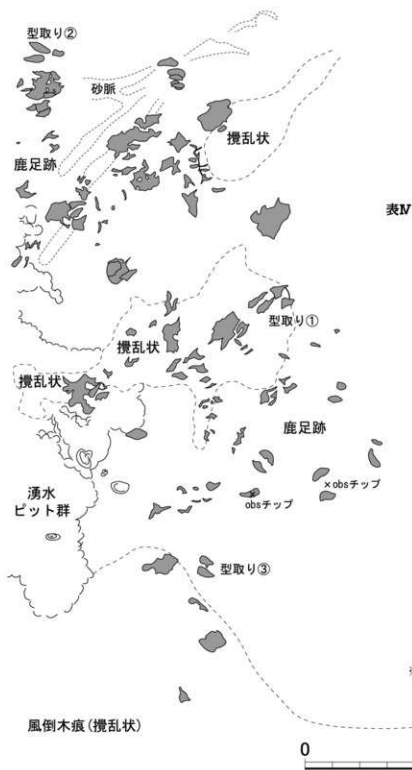 型取り②
砂脈
攪乱状
鹿足跡
表Ⅳ
型取り①
攪乱状
攪乱状
鹿足跡
×obsチップ
湧水
ピット群
obsチップ
型取り③
風倒木痕(攪乱状)
0